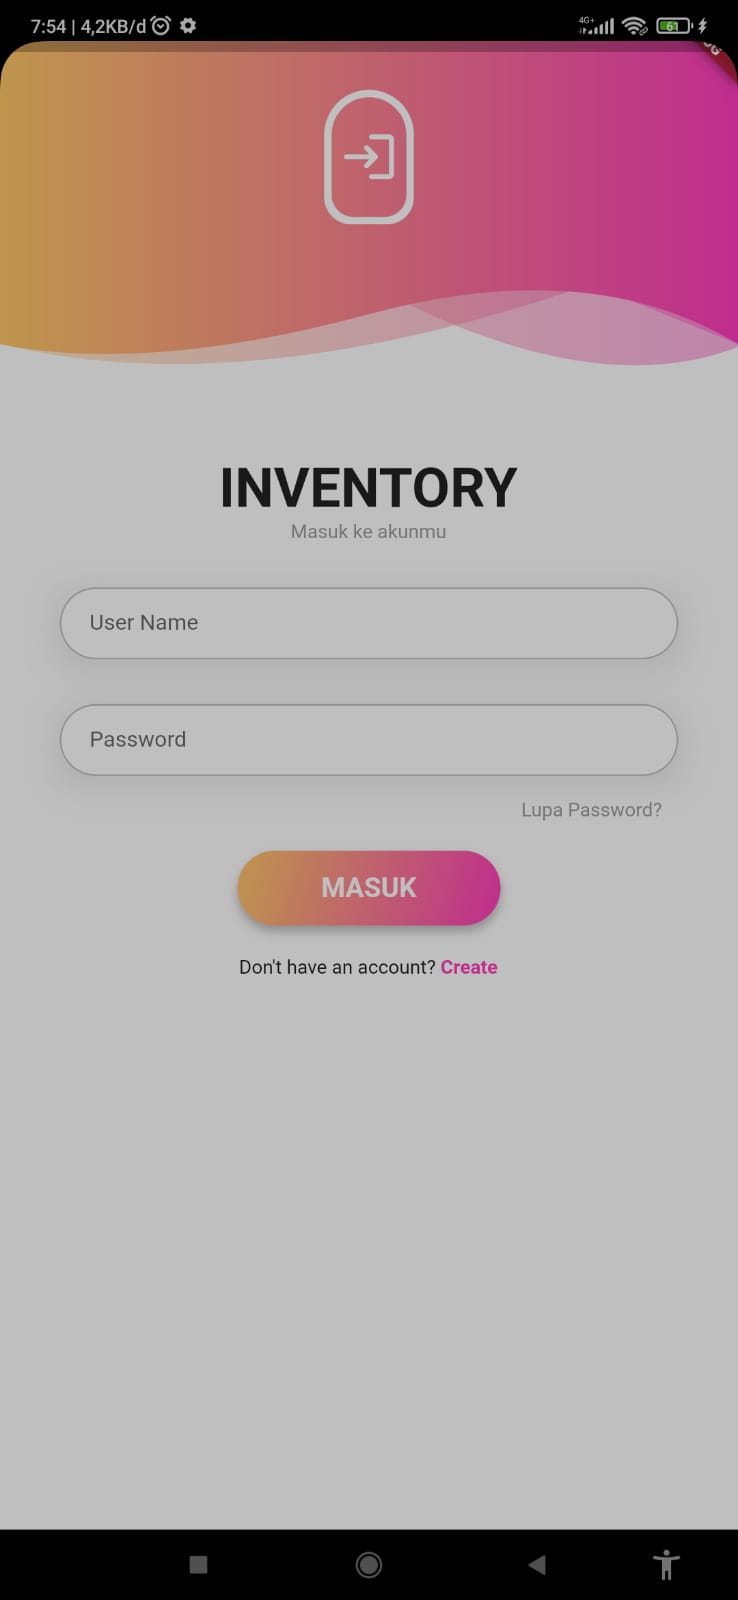 7:54 | 4,2KB/d
4G+
61
INVENTORY
Masuk ke akunmu
User Name
Password
Lupa Password?
MASUK
Don't have an account? Create